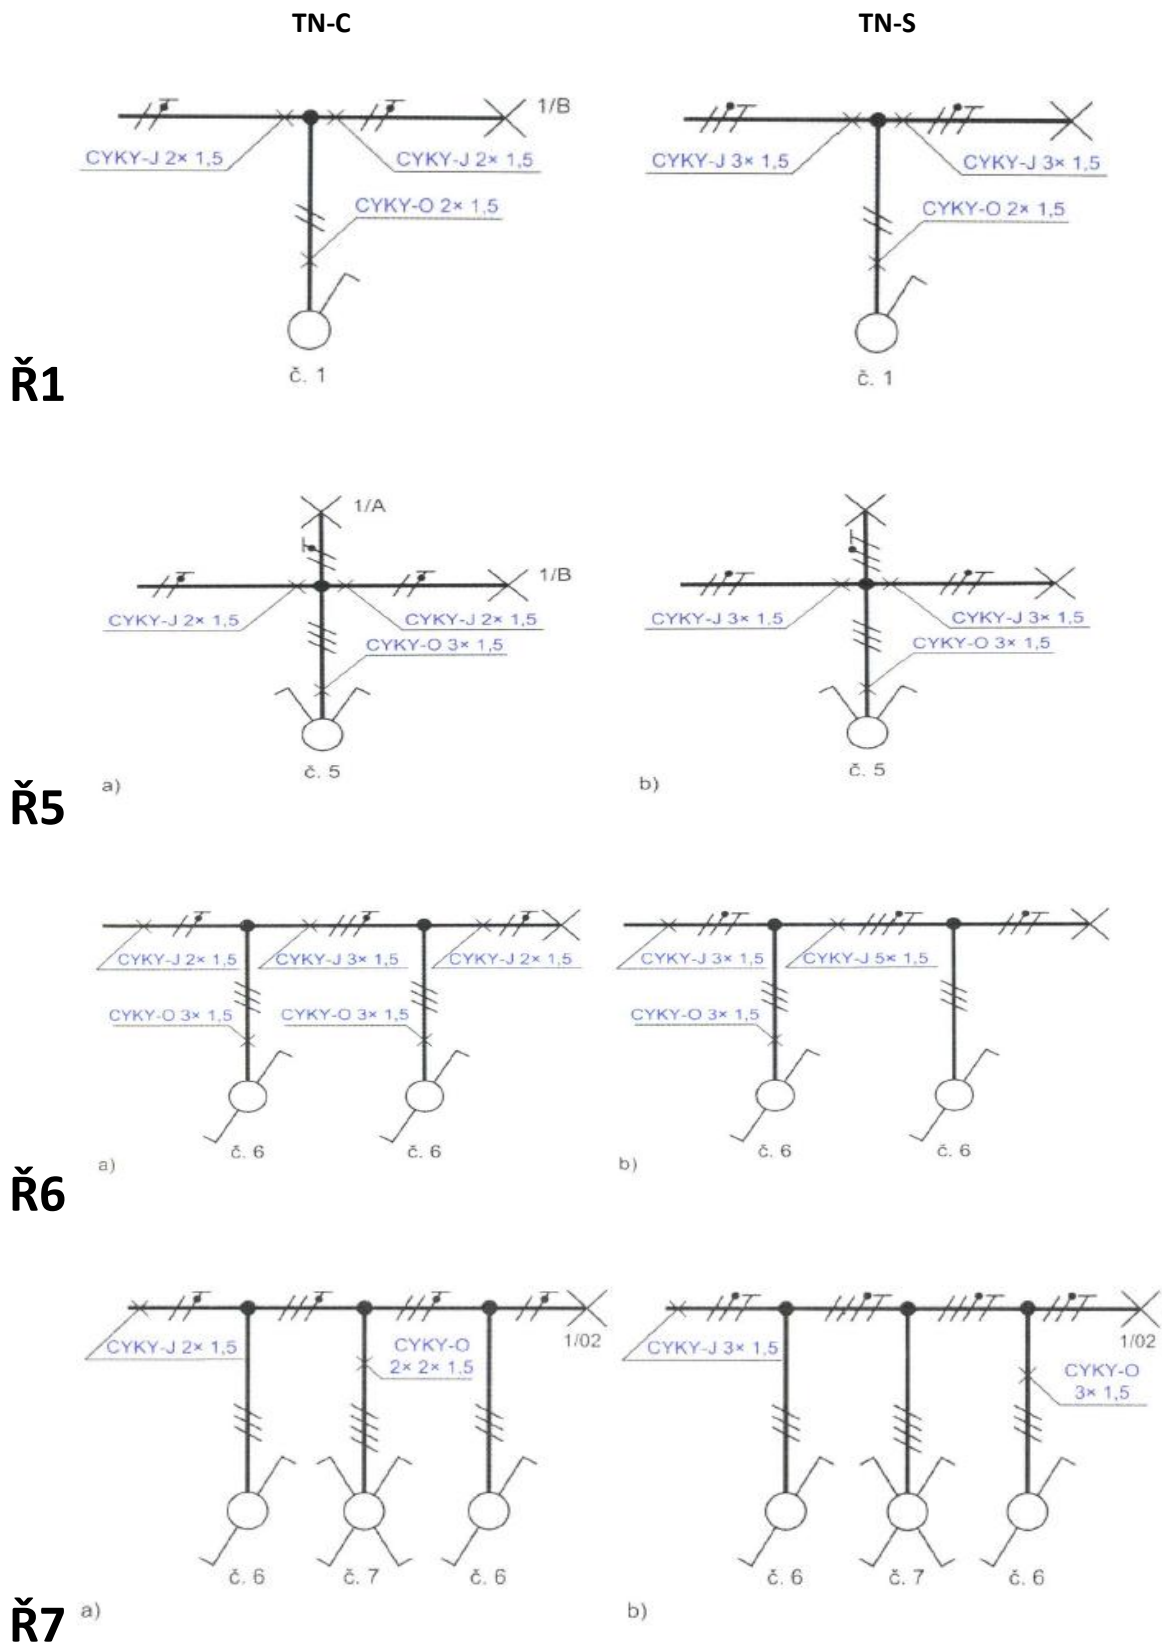 TN-C TN-S
1/B
CYKY-J 2× 1,5 CYKY-J 2× 1,5 CYKY-J 3× 1,5 CYKY-J 3× 1,5
CYKY-O 2× 1,5 CYKY-O 2× 1,5
č. 1 č. 1
Ř1
1/A
1/B
CYKY-J 2× 1,5 CYKY-J 2× 1,5 CYKY-J 3× 1,5 CYKY-J 3× 1,5
CYKY-O 3× 1,5 CYKY-O 3× 1,5
č. 5 č. 5
a) b)
Ř5
CYKY-J 2× 1,5 CYKY-J 3× 1,5 CYKY-J 2× 1,5 CYKY-J 3× 1,5 CYKY-J 5× 1,5
CYKY-O 3× 1,5 CYKY-O 3× 1,5 CYKY-O 3× 1,5
č. 6 č. 6 č. 6 č. 6
a) b)
Ř6
1/02 1/02
CYKY-J 2× 1,5 CYKY-O CYKY-J 3× 1,5
2× 2× 1,5 CYKY-O
3× 1,5
č. 6 č. 7 č. 6 č. 6 č. 7 č. 6
a) b)
Ř7